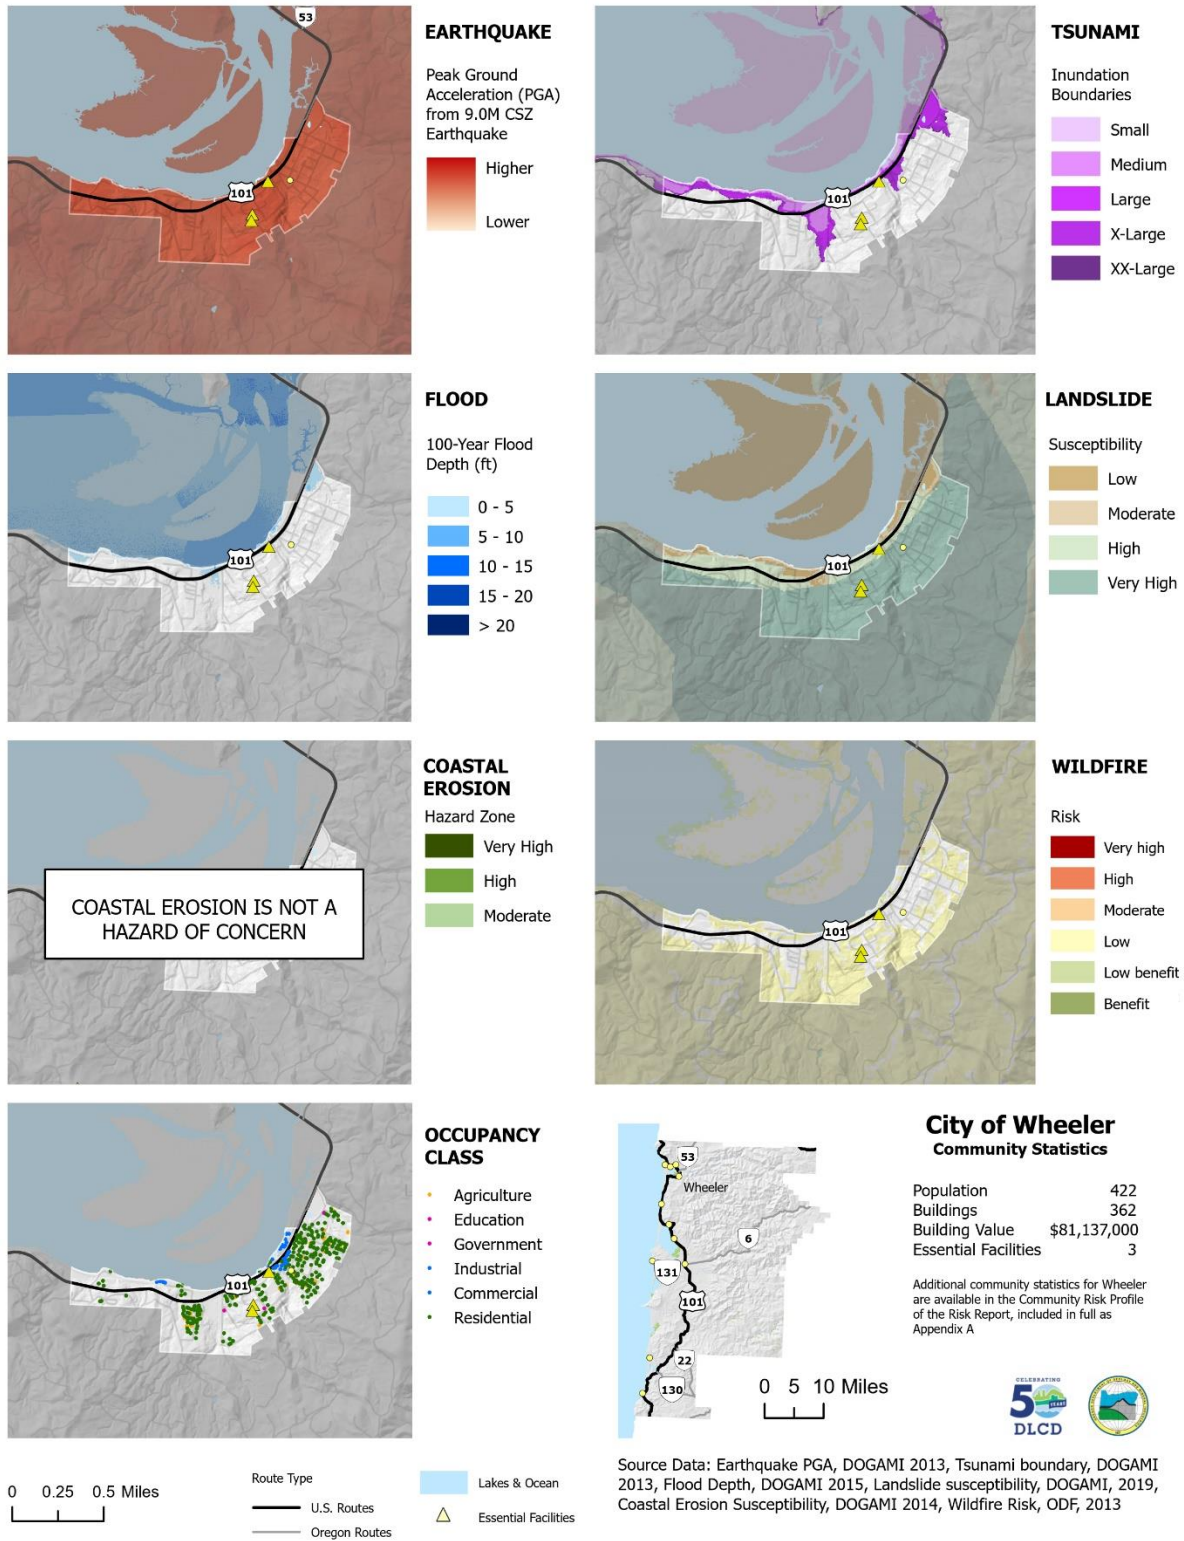 53
101
EARTHQUAKE
Peak Ground
Acceleration (PGA)
from 9.0M CSZ
Earthquake
Higher
Lower
101
TSUNAMI
Inundation
Boundaries
Small
Medium
Large
X-Large
XX-Large
101
FLOOD
100-Year Flood
Depth (ft)
0 - 5
5 - 10
10 - 15
15 - 20
> 20
101
LANDSLIDE
Susceptibility
Low
Moderate
High
Very High
COASTAL EROSION IS NOT A
HAZARD OF CONCERN
COASTAL
EROSION
Hazard Zone
Very High
High
Moderate
101
WILDFIRE
Risk
Very high
High
Moderate
Low
Low benefit
Benefit
101
OCCUPANCY
CLASS
Agriculture
Education
Government
Industrial
Commercial
Residential
53
Wheeler
6
131
101
22
130
0 5 10 Miles
City of Wheeler
Community Statistics
Population 422
Buildings 362
Building Value $81,137,000
Essential Facilities 3
Additional community statistics for Wheeler
are available in the Community Risk Profile
of the Risk Report, included in full as
Appendix A
CELEBRATING
50
YEARS
DLCD
0 0.25 0.5 Miles
Route Type
U.S. Routes
Oregon Routes
Lakes & Ocean
Essential Facilities
Source Data: Earthquake PGA, DOGAMI 2013, Tsunami boundary, DOGAMI
2013, Flood Depth, DOGAMI 2015, Landslide susceptibility, DOGAMI, 2019,
Coastal Erosion Susceptibility, DOGAMI 2014, Wildfire Risk, ODF, 2013